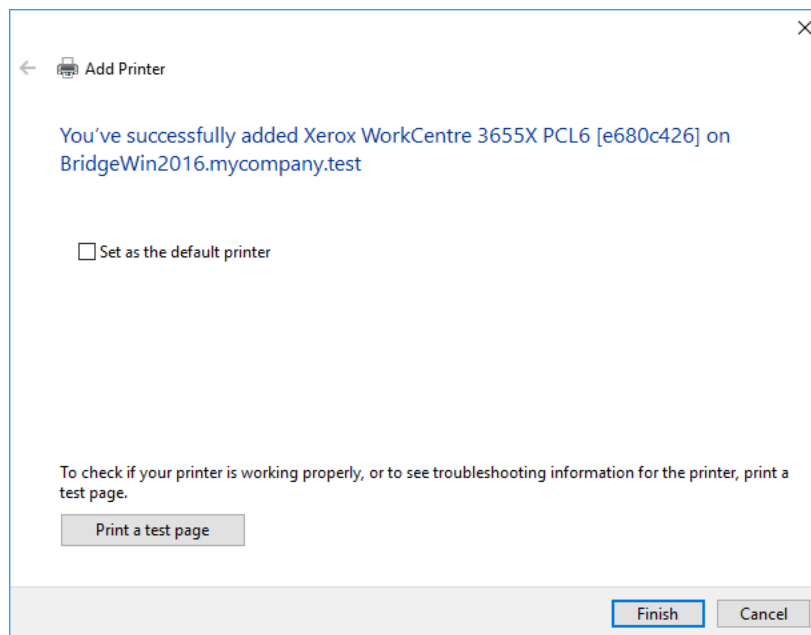 Add Printer
You've successfully added Xerox WorkCentre 3655X PCL6 [e680c426] on
BridgeWin2016.mycompany.test
Set as the default printer
To check if your printer is working properly, or to see troubleshooting information for the printer, print a
test page.
Print a test page
Finish
Cancel